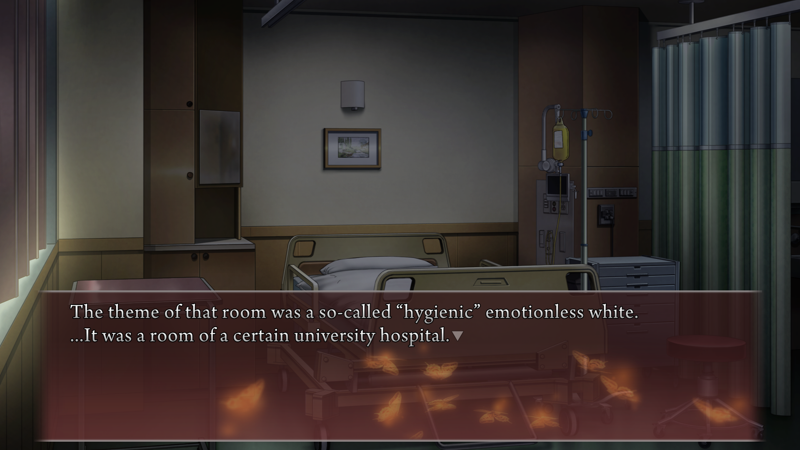 The theme of that room was a so-called “hygienic” emotionless white.
...It was a room of a certain university hospital.